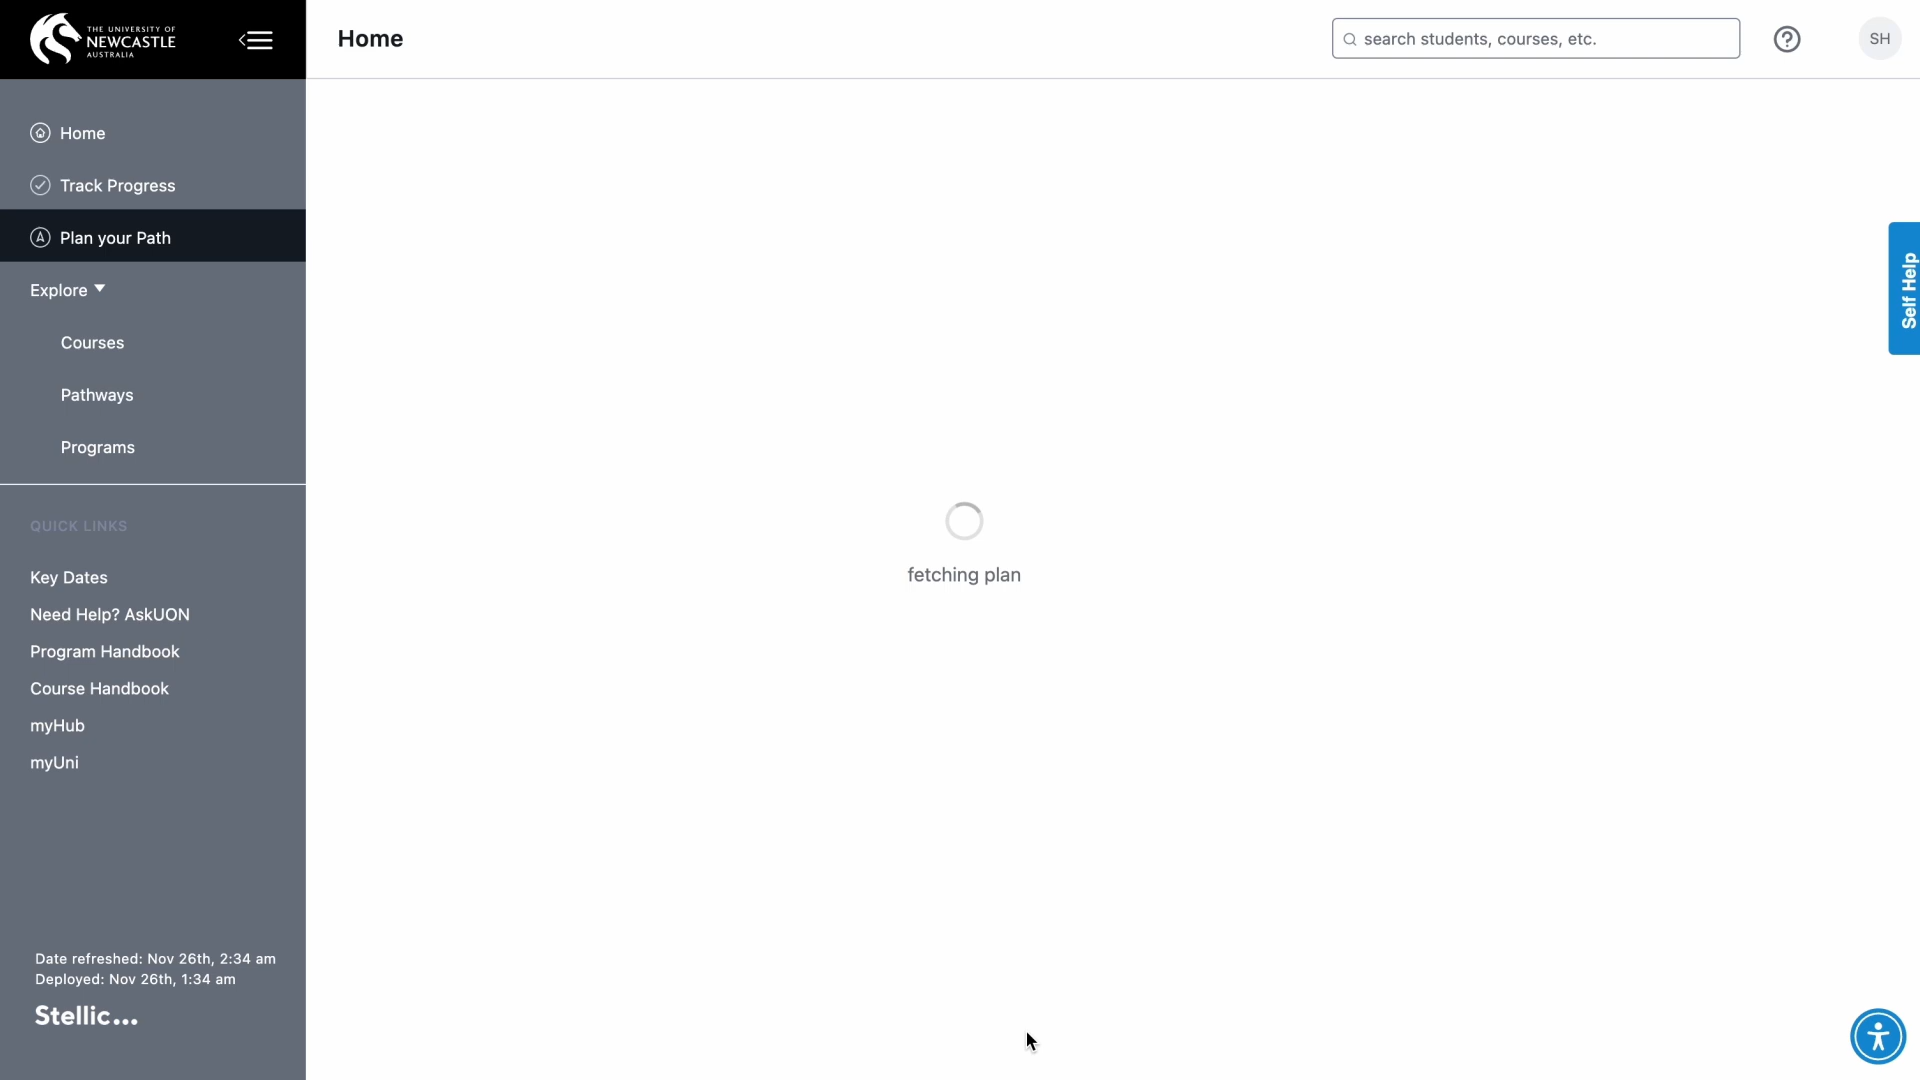 THE UNIVERSITY OF
NEWCASTLE
AUSTRALIA
Home
search students, courses, etc.
SH
Home
Track Progress
Plan your Path
Explore
Courses
Pathways
Programs
QUICK LINKS
Key Dates
Need Help? AskUON
Program Handbook
Course Handbook
myHub
myUni
Date refreshed: Nov 26th, 2:34 am
Deployed: Nov 26th, 1:34 am
Stellic...
fetching plan
Self Help